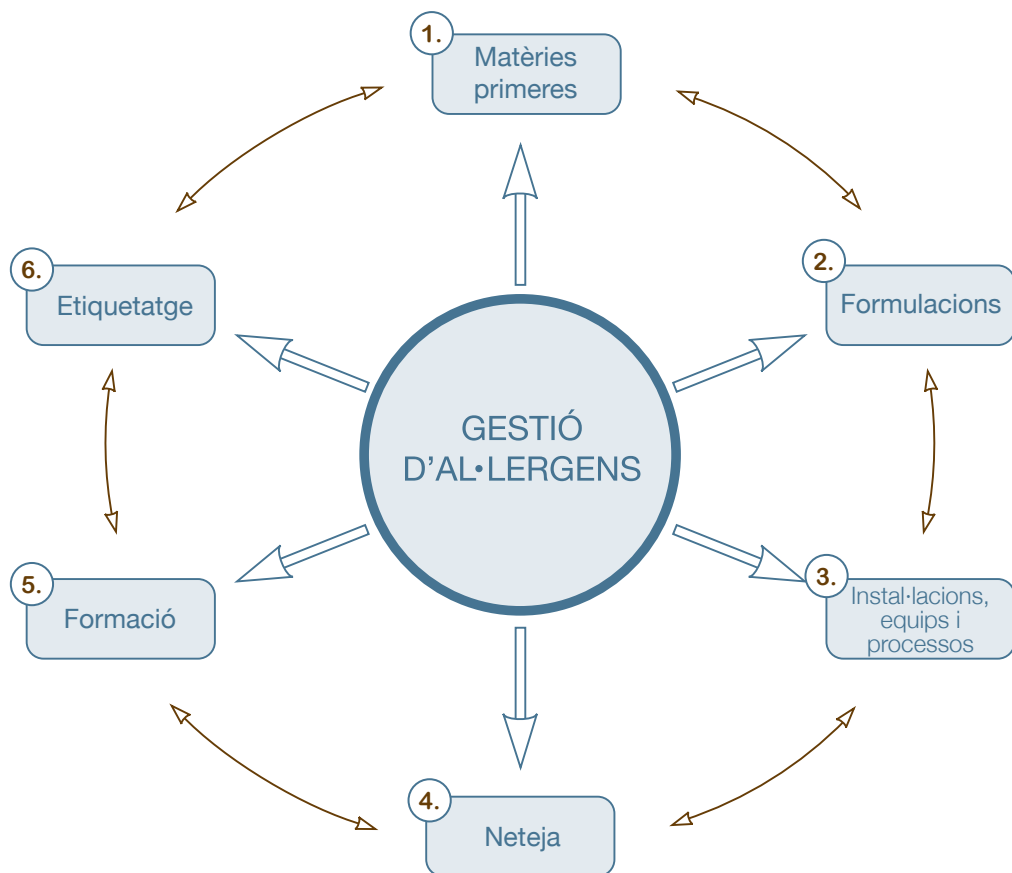 1.
Matèries
primeres
2.
Formulacions
3.
Instal·lacions,
equips i
processos
4.
Neteja
5.
Formació
6.
Etiquetatge
GESTIÓ
D’AL•LERGENS